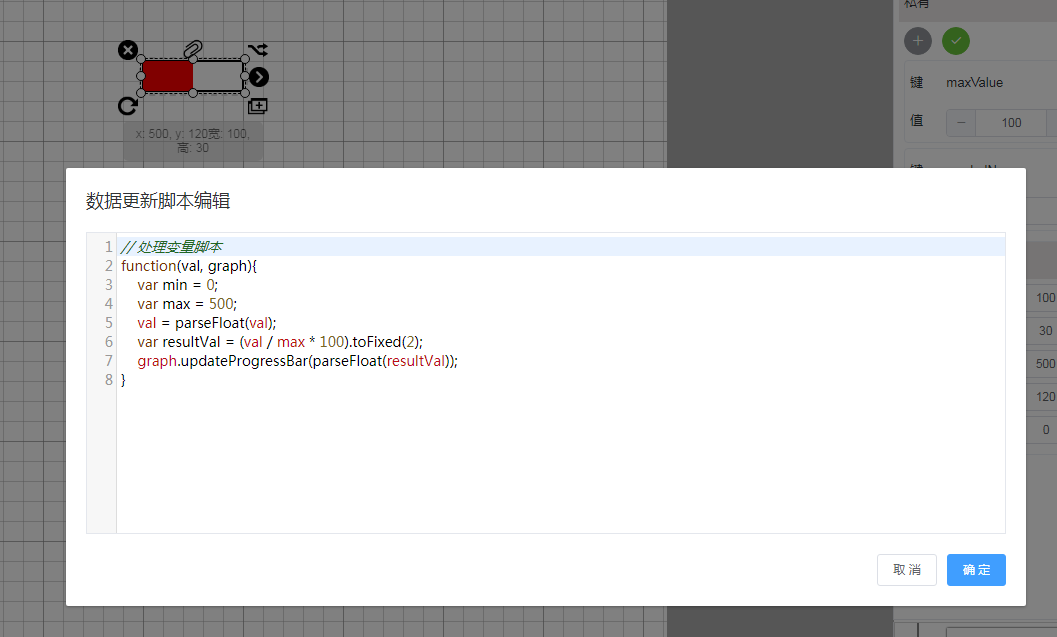 私有
键 maxValue
值 − 100
x: 500, y: 120宽: 100,
高: 30
数据更新脚本编辑
1 // 处理变量脚本
2 function(val, graph){
3 var min = 0;
4 var max = 500;
5 val = parseFloat(val);
6 var resultVal = (val / max * 100).toFixed(2);
7 graph.updateProgressBar(parseFloat(resultVal));
8 }
100
30
500
120
0
取消 确定